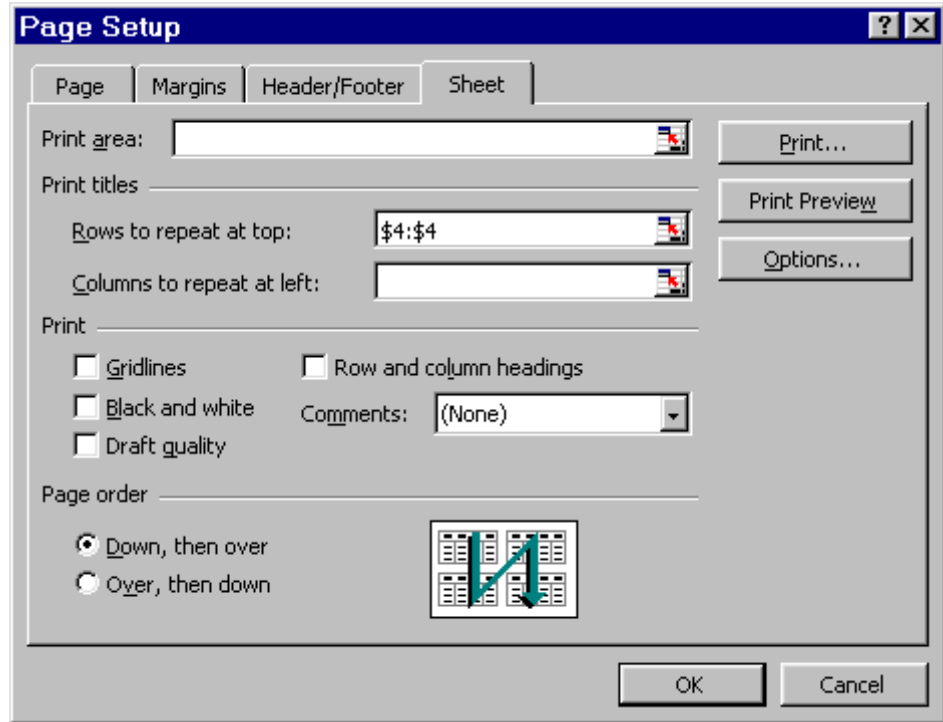 Page Setup
Page Margins Header/Footer Sheet
Print area:
Print...
Print titles
Print Preview
Rows to repeat at top: $4:$4
Options...
Columns to repeat at left:
Print
Gridlines
Row and column headings
Black and white
Comments: (None)
Draft quality
Page order
Down, then over
Over, then down
OK Cancel